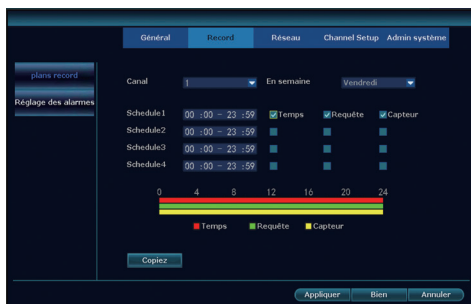 Général Record Réseau Channel Setup Admin système
plans record
Réglage des alarmes
Canal 1 En semaine Vendredi
Schedule1 00 :00 - 23 :59 Temps Requête Capteur
Schedule2 00 :00 - 23 :59
Schedule3 00 :00 - 23 :59
Schedule4 00 :00 - 23 :59
0 4 8 12 16 20 24
Temps Requête Capteur
Copiez
Appliquer Bien Annuler